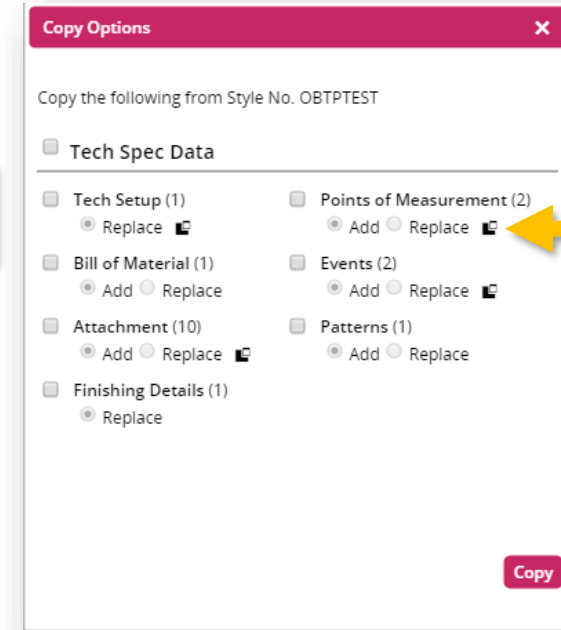 Copy Options
Copy the following from Style No. OBTPTEST
Tech Spec Data
Tech Setup (1)
Replace
Points of Measurement (2)
Add Replace
Bill of Material (1)
Add Replace
Events (2)
Add Replace
Attachment (10)
Add Replace
Patterns (1)
Add Replace
Finishing Details (1)
Replace
Copy